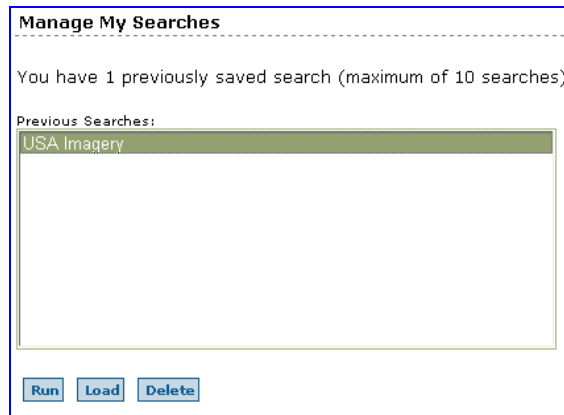 Manage My Searches
You have 1 previously saved search (maximum of 10 searches)
Previous Searches:
USA Imagery
Run Load Delete